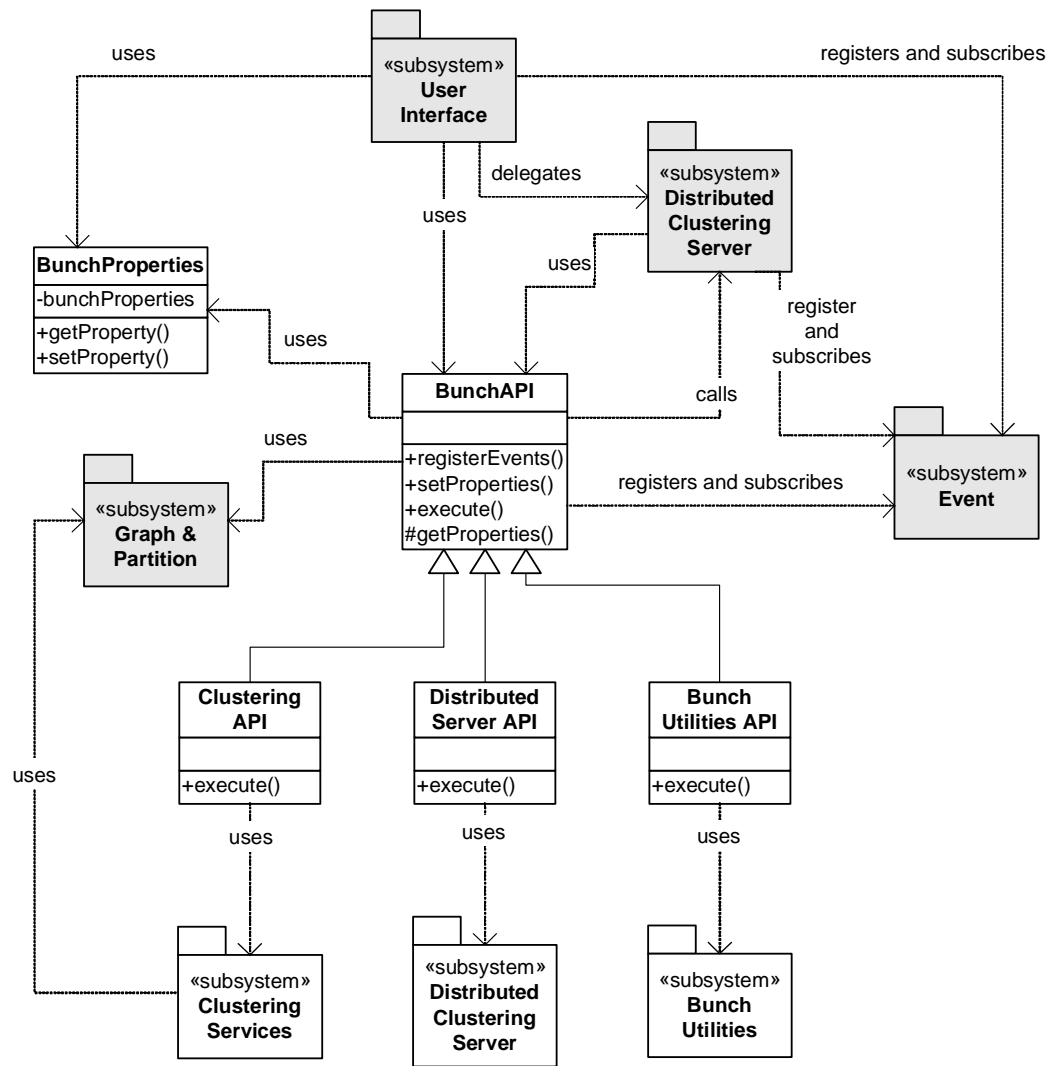 uses
«subsystem»
User
Interface
registers and subscribes
delegates
uses
«subsystem»
Distributed
Clustering
Server
uses
BunchProperties
-bunchProperties
+getProperty()
+setProperty()
uses
register
and
subscribes
calls
BunchAPI
+registerEvents()
+setProperties()
+execute()
#getProperties()
uses
«subsystem»
Graph &
Partition
registers and subscribes
«subsystem»
Event
Clustering
API
+execute()
Distributed
Server API
+execute()
Bunch
Utilities API
+execute()
uses
uses
uses
uses
«subsystem»
Clustering
Services
«subsystem»
Distributed
Clustering
Server
«subsystem»
Bunch
Utilities